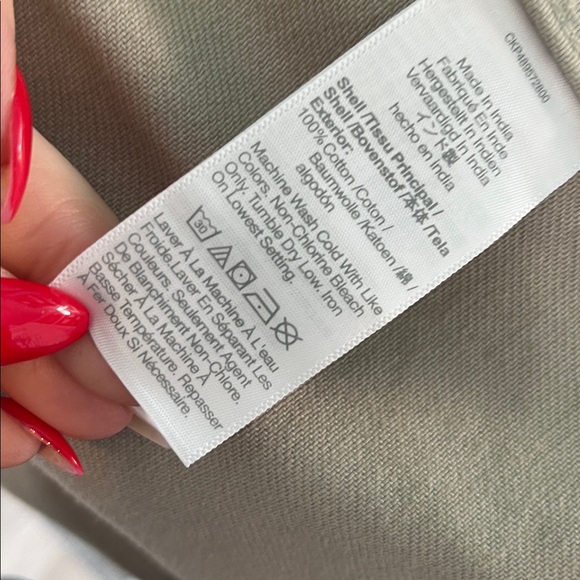 CKP489572800
Made In India
Fabriqué En Inde
Hergestellt in Indien
Vervaardigd in India
インド製
hecho en India
Shell/Tissu Principal/
Shell/Bovenstof/本体/Tela
Exterior:
100% Cotton/Coton/
Baumwolle/Katoen/綿/
algodón
Machine Wash Cold With Like
Colors. Non-Chlorine Bleach
Only. Tumble Dry Low. Iron
On Lowest Setting.
30
Laver À La Machine À L'eau
Froide/Laver En Séparant Les
Couleurs. Seulement Agent
De Blanchiment Non-Chlore.
Sécher À La Machine À
Basse Température. Repasser
À Fer Doux Si Nécessaire.